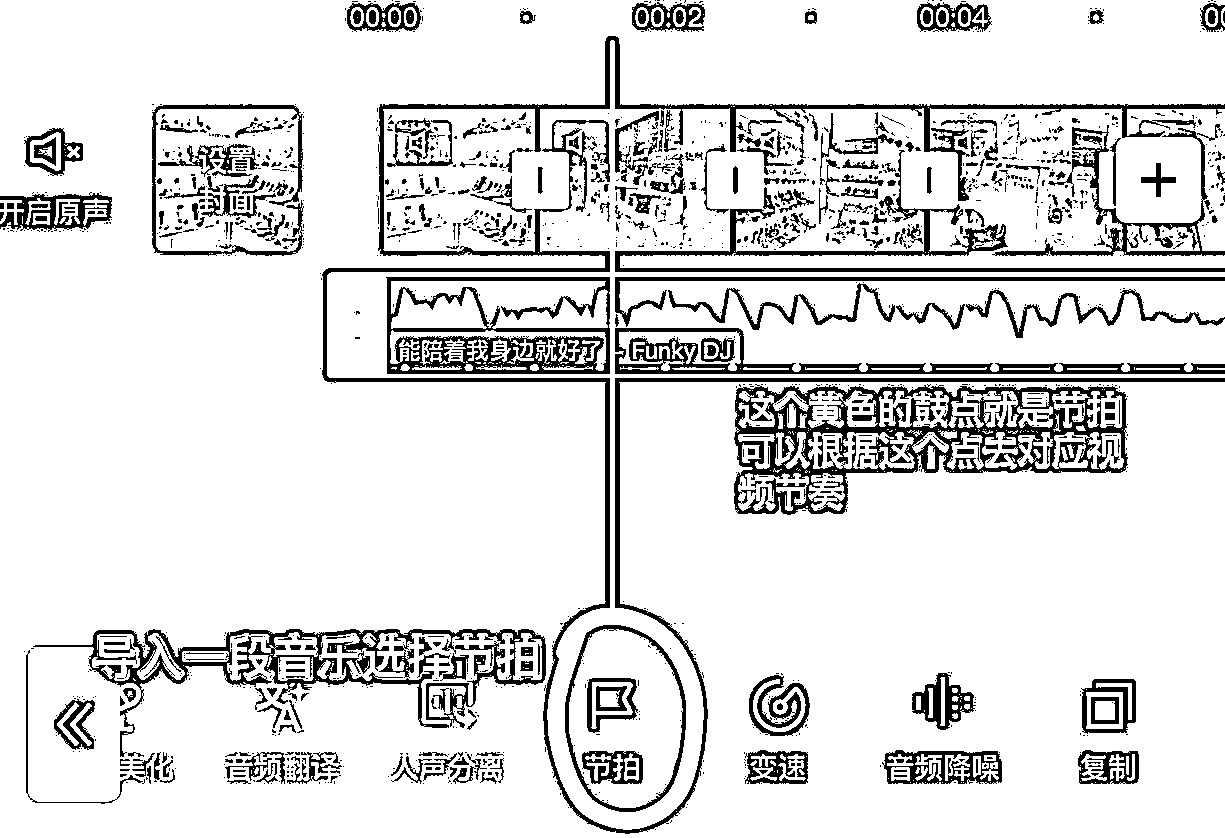 00:00
00:02
00:04
开启原声
设置
封面
能陪着我身边就好了 - Funky DJ
这个黄色的鼓点就是节拍
可以根据这个点去对应视
频节奏
导入一段音乐选择节拍
美化
音频翻译
人声分离
节拍
变速
音频降噪
复制